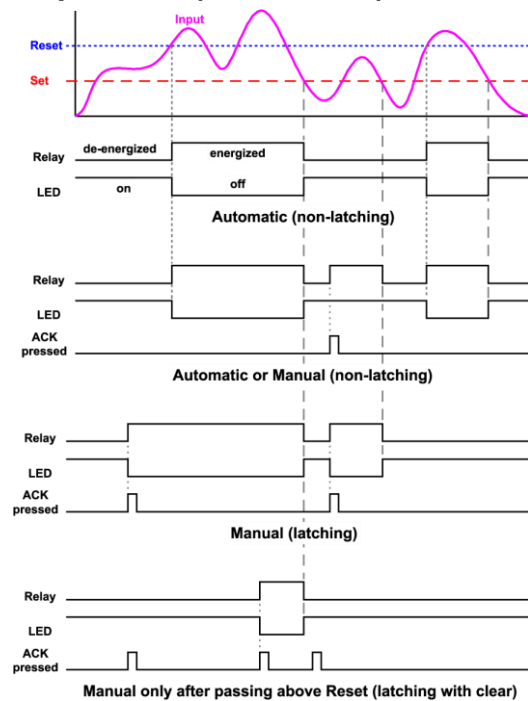 Input
Reset
Set
de-energized
energized
Relay
LED
on
off
Automatic (non-latching)
Relay
LED
ACK
pressed
Automatic or Manual (non-latching)
Relay
LED
ACK
pressed
Manual (latching)
Relay
LED
ACK
pressed
Manual only after passing above Reset (latching with clear)